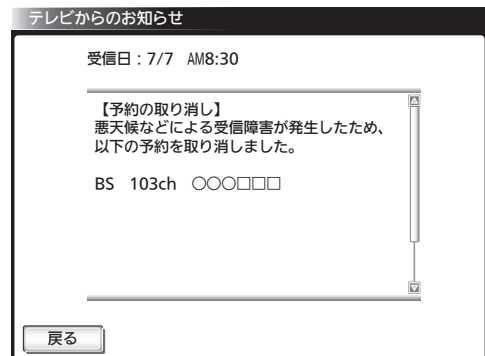 テレビからのお知らせ
受信日：7/7 AM8:30
【予約の取り消し】
悪天候などによる受信障害が発生したため、
以下の予約を取り消しました。
BS 103ch ○○○□□□
戻る